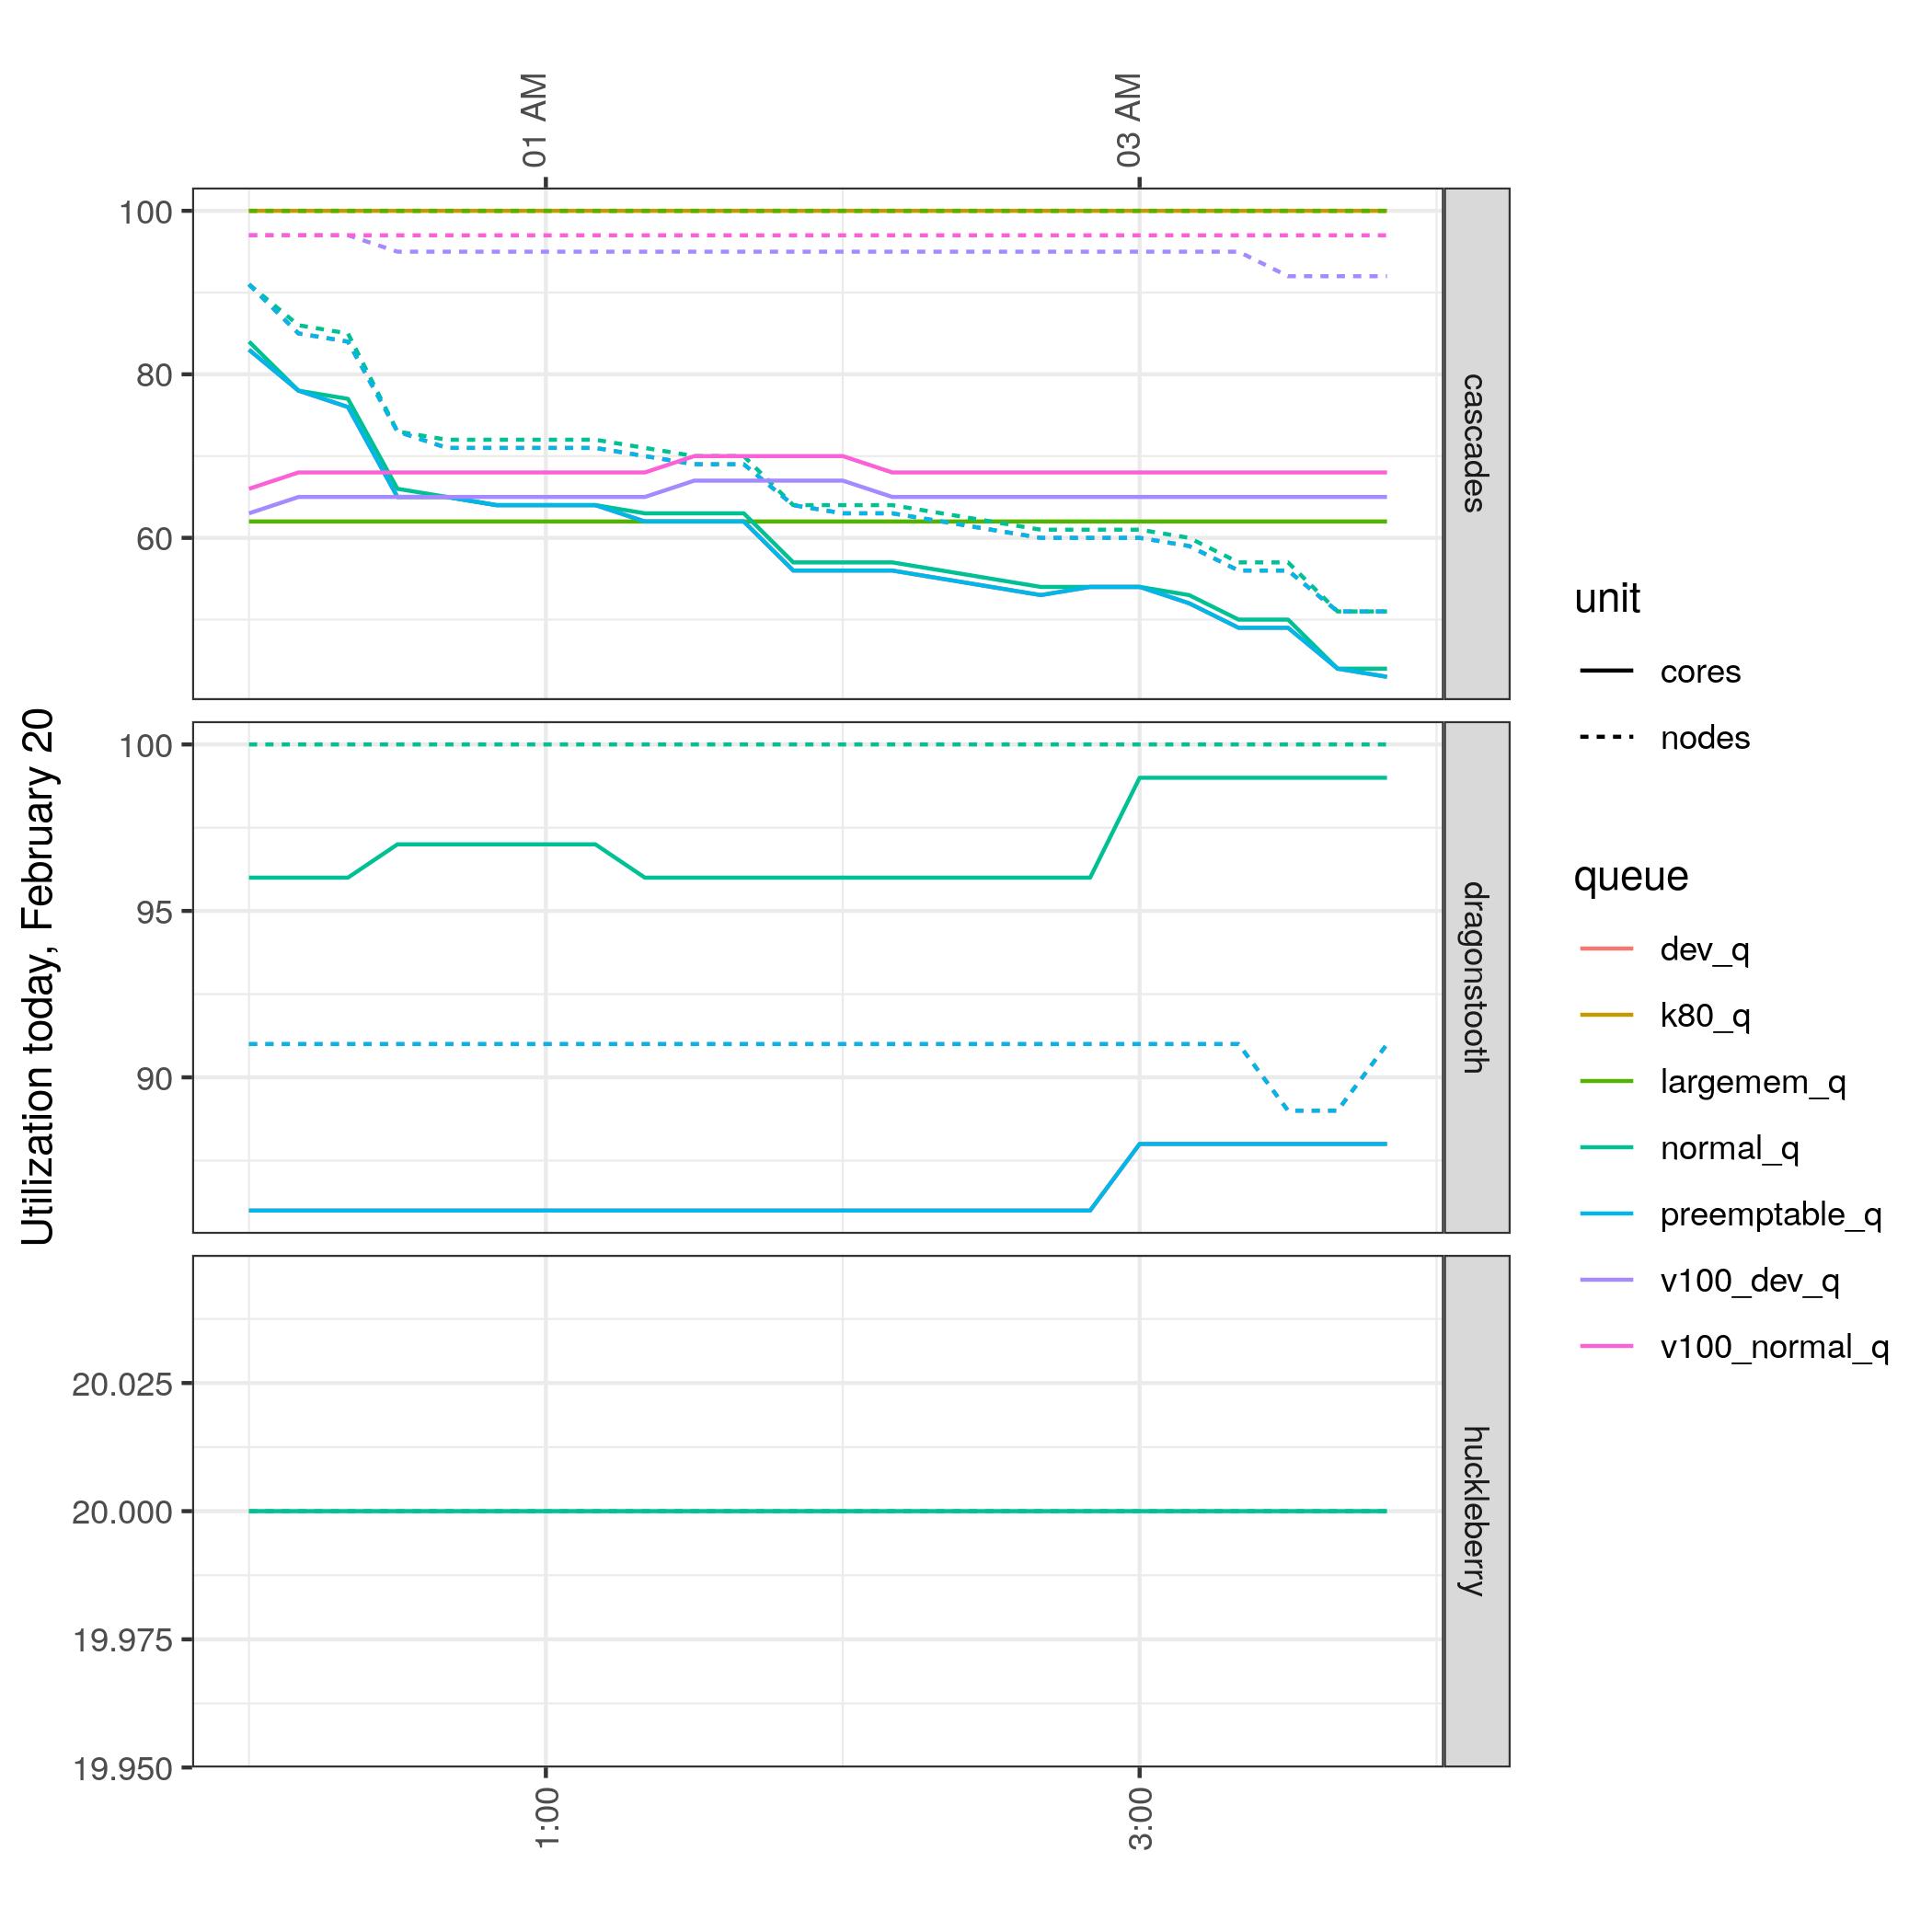 01 AM
03 AM
Utilization today, February 20
100
80
60
cascades
100
95
90
dragonstooth
20.025
20.000
19.975
19.950
huckleberry
1:00
3:00
unit
cores
nodes
queue
dev_q
k80_q
largemem_q
normal_q
preemptable_q
v100_dev_q
v100_normal_q